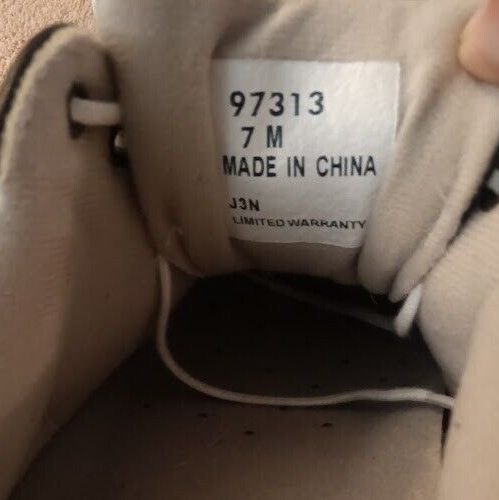 97313
7 M
MADE IN CHINA
J3N
LIMITED WARRANTY